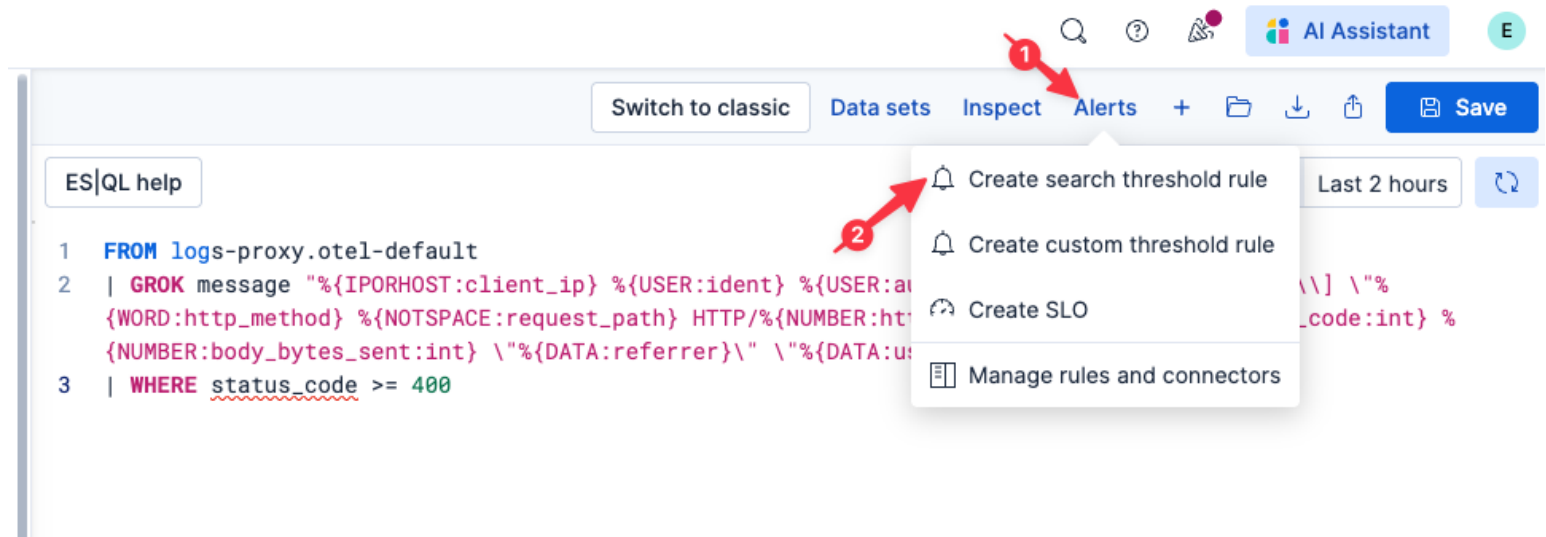 AI Assistant
E
1
Switch to classic
Data sets
Inspect
Alerts
+
Save
ES|QL help
Create search threshold rule
Last 2 hours
2
Create custom threshold rule
Create SLO
Manage rules and connectors
1 FROM logs-proxy.otel-default
2 | GROK message "%{IPORHOST:client_ip} %{USER:ident} %{USER:au \\] \"%
{WORD:http_method} %{NOTSPACE:request_path} HTTP/%{NUMBER:htt _code:int} %
{NUMBER:body_bytes_sent:int} \"%{DATA:referrer}\" \"%{DATA:us
3 | WHERE status_code >= 400